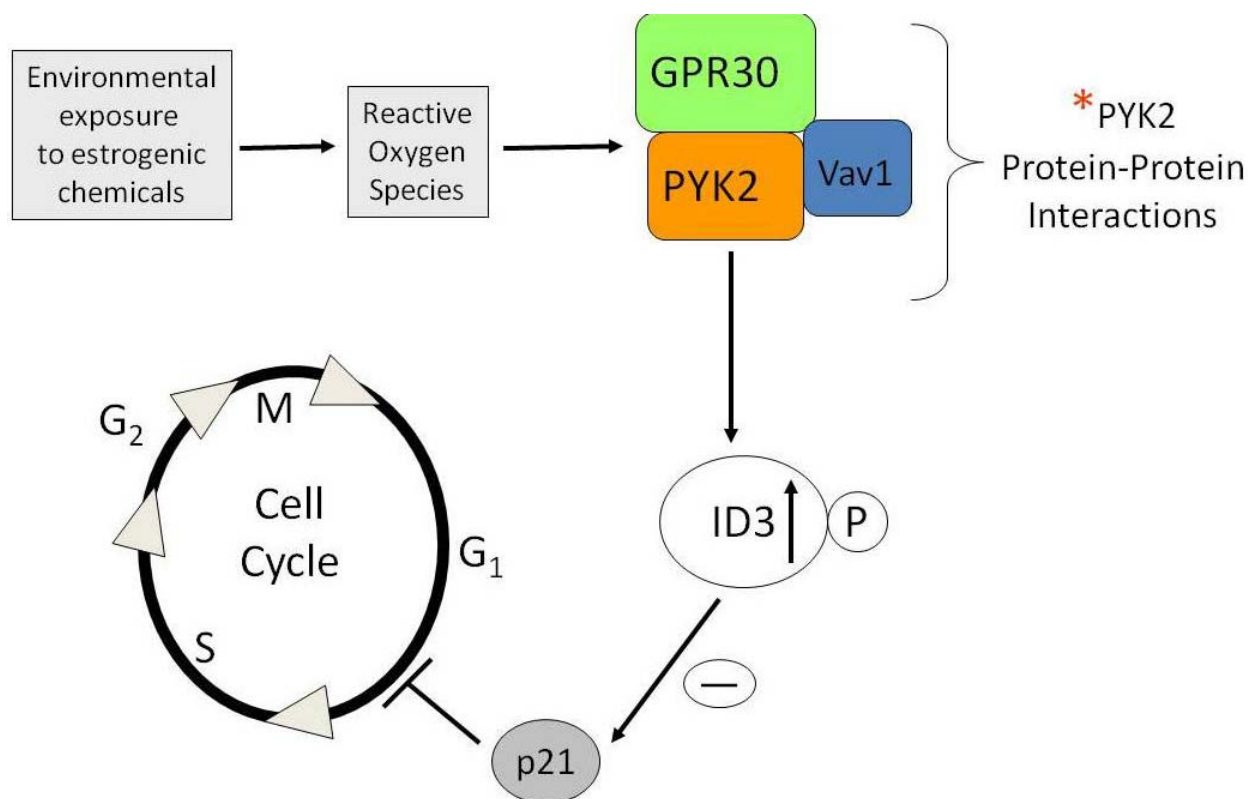 Environmental
exposure
to estrogenic
chemicals
Reactive
Oxygen
Species
GPR30
PYK2
Vav1
*PYK2
Protein-Protein
Interactions
G2
M
Cell
Cycle
G1
S
ID3
P
—
p21